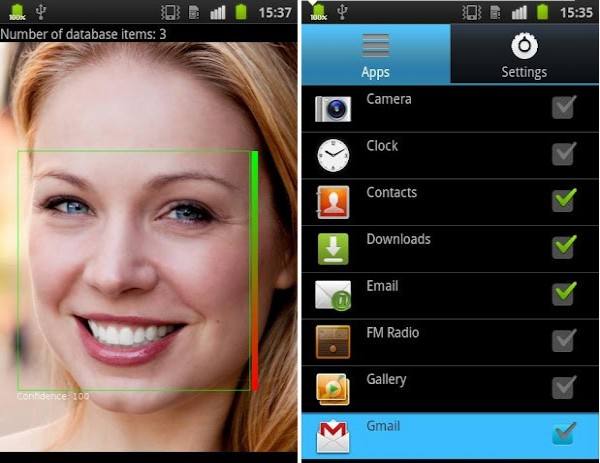 100%
15:37
Number of database items: 3
Confidence: 100
100%
15:35
Apps
Settings
Camera
Clock
Contacts
Downloads
Email
FM Radio
Gallery
Gmail